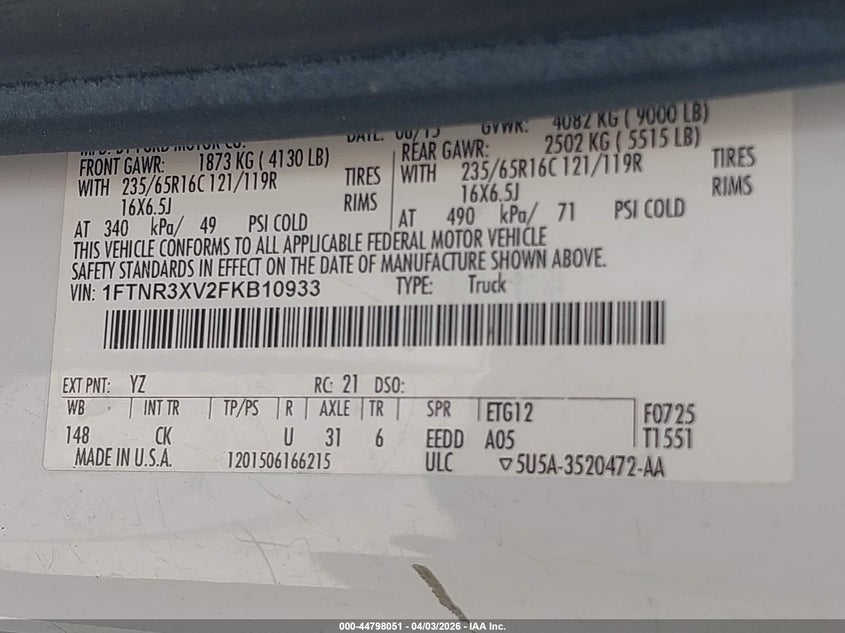 DATE: 06/15 GVWR: 4082 KG ( 9000 LB)
FRONT GAWR: 1873 KG ( 4130 LB) REAR GAWR: 2502 KG ( 5515 LB)
WITH 235/65R16C 121/119R TIRES WITH 235/65R16C 121/119R TIRES
16X6.5J RIMS 16X6.5J RIMS
AT 340 kPa/ 49 PSI COLD AT 490 kPa/ 71 PSI COLD
THIS VEHICLE CONFORMS TO ALL APPLICABLE FEDERAL MOTOR VEHICLE
SAFETY STANDARDS IN EFFECT ON THE DATE OF MANUFACTURE SHOWN ABOVE.
VIN: 1FTNR3XV2FKB10933 TYPE: Truck
EXT PNT: YZ RC: 21 DSO:
WB INT TR TP/PS R AXLE TR SPR ETG12 F0725
148 CK U 31 6 EEDD A05 T1551
MADE IN U.S.A. 1201506166215 ULC ▽5U5A-3520472-AA
000-44798051 - 04/03/2026 - IAA Inc.